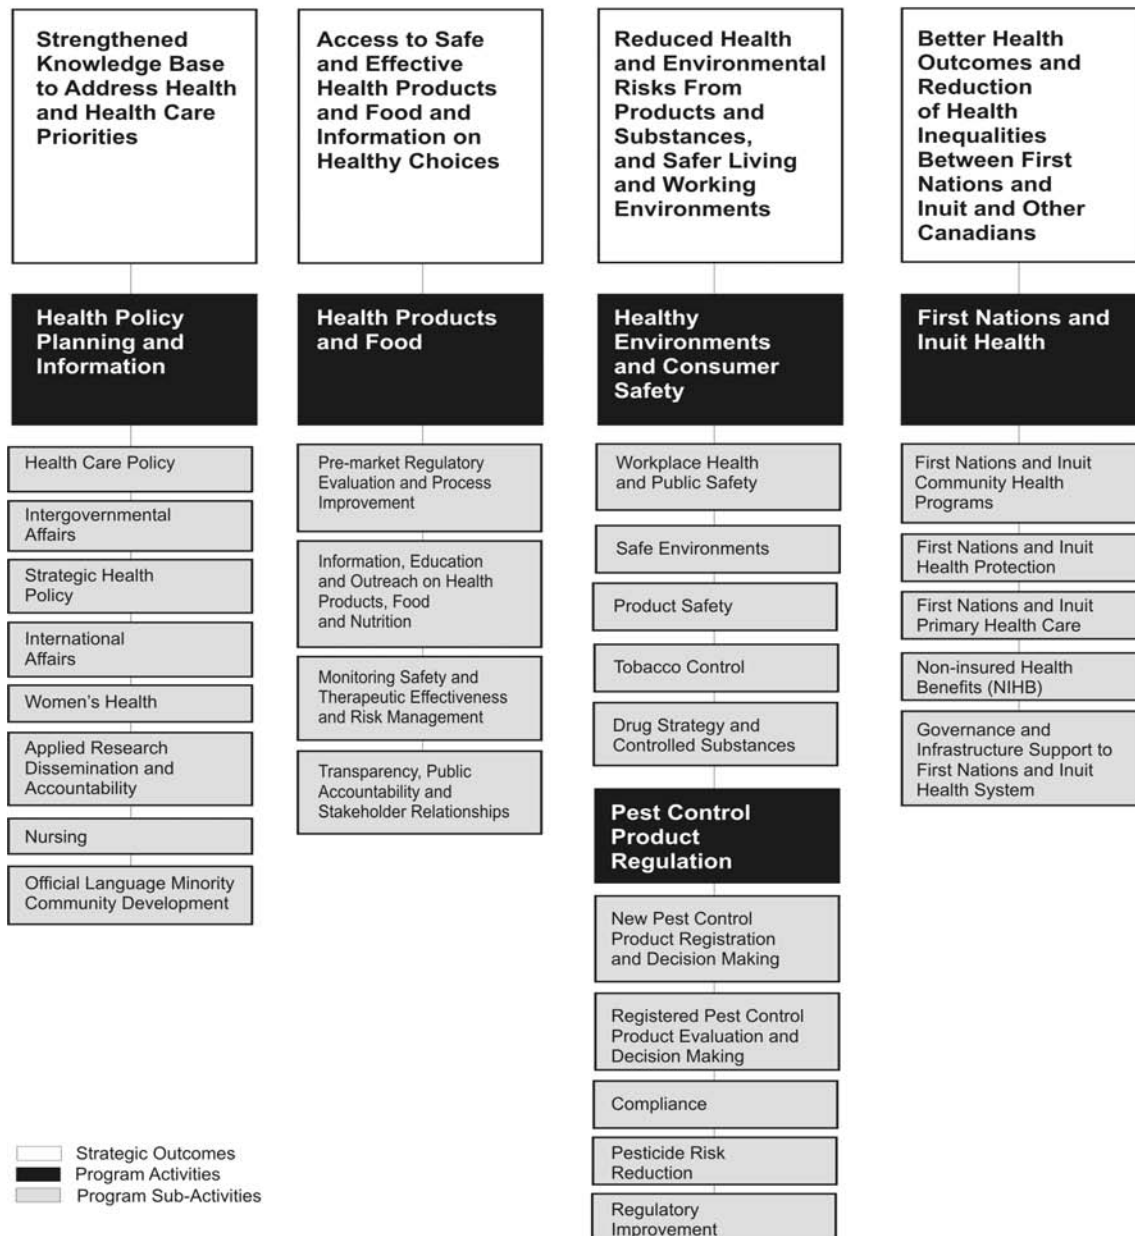 Strengthened
Knowledge Base
to Address Health
and Health Care
Priorities
Health Policy
Planning and
Information
Health Care Policy
Intergovernmental
Affairs
Strategic Health
Policy
International
Affairs
Women's Health
Applied Research
Dissemination and
Accountability
Nursing
Official Language Minority
Community Development
Access to Safe
and Effective
Health Products
and Food and
Information on
Healthy Choices
Health Products
and Food
Pre-market Regulatory
Evaluation and Process
Improvement
Information, Education
and Outreach on Health
Products, Food
and Nutrition
Monitoring Safety and
Therapeutic Effectiveness
and Risk Management
Transparency, Public
Accountability and
Stakeholder Relationships
Reduced Health
and Environmental
Risks From
Products and
Substances,
and Safer Living
and Working
Environments
Healthy
Environments
and Consumer
Safety
Workplace Health
and Public Safety
Safe Environments
Product Safety
Tobacco Control
Drug Strategy and
Controlled Substances
Pest Control
Product
Regulation
New Pest Control
Product Registration
and Decision Making
Registered Pest Control
Product Evaluation and
Decision Making
Compliance
Pesticide Risk
Reduction
Regulatory
Improvement
Better Health
Outcomes and
Reduction
of Health
Inequalities
Between First
Nations and
Inuit and Other
Canadians
First Nations and
Inuit Health
First Nations and Inuit
Community Health
Programs
First Nations and Inuit
Health Protection
First Nations and Inuit
Primary Health Care
Non-insured Health
Benefits (NIHB)
Governance and
Infrastructure Support to
First Nations and Inuit
Health System
Strategic Outcomes
Program Activities
Program Sub-Activities